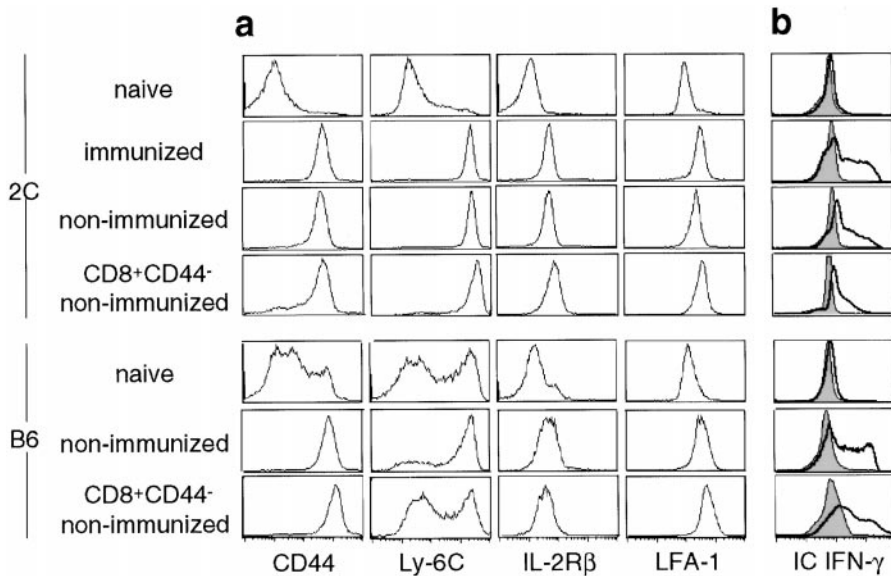 a
b
naive
immunized
2C
non-immunized
CD8+CD44-
non-immunized
naive
B6
non-immunized
CD8+CD44-
non-immunized
CD44
Ly-6C
IL-2Rβ
LFA-1
IC IFN-γ